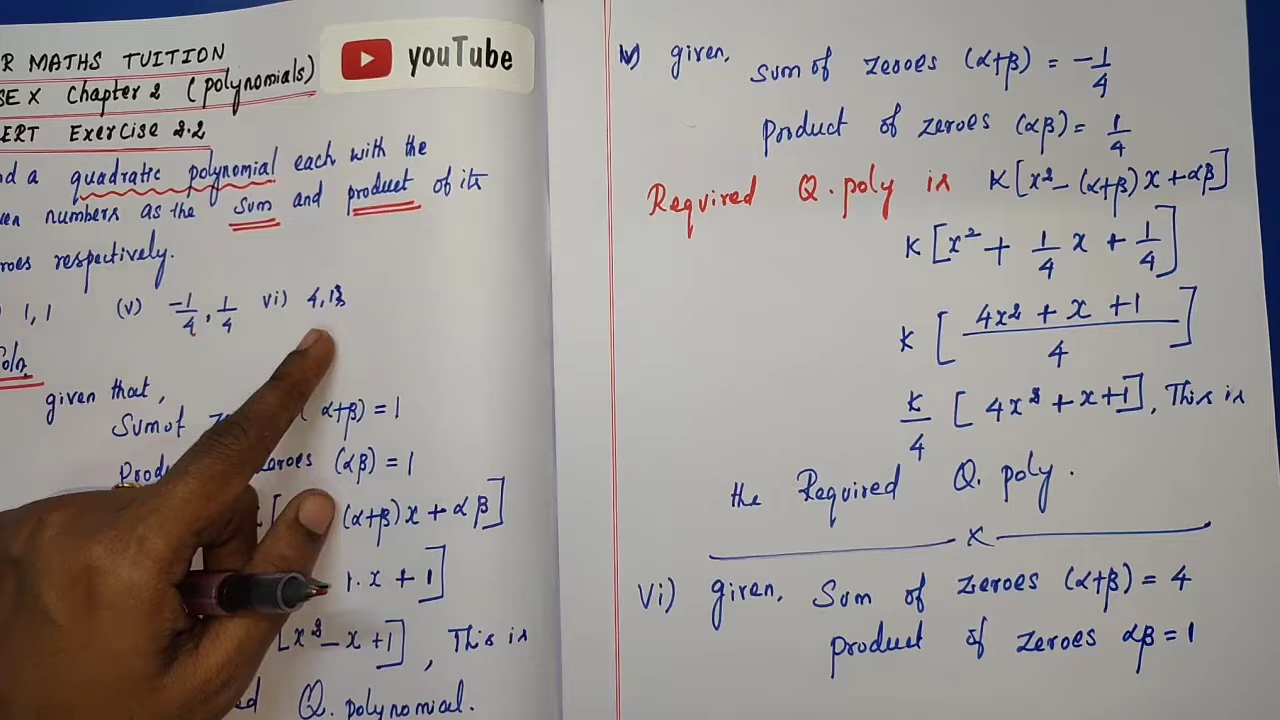 R MATHS TUITION
SE X Chapter 2 (polynomials)
ERT Exercise 2.2
youTube
nd a quadratic polynomial each with the
en numbers as the sum and product of its
roes respectively.
1, 1 (V) -1/4, 1/4 Vi) 4,
Soln.
given that,
Sum of (α+β) = 1
Produ zeroes (αβ) = 1
(α+β)x + αβ]
1. x + 1]
[x² - x + 1], This is
ed Q. polynomial.
V) given, Sum of zeroes (α+β) = -1/4
Product of zeroes (αβ) = 1/4
Required Q. poly is K[x² - (α+β)x + αβ]
K[x² + 1/4 x + 1/4]
K[(4x² + x + 1)/4]
K/4 [4x² + x + 1], This is
the Required Q. poly.
x
Vi) given, Sum of zeroes (α+β) = 4
product of zeroes αβ = 1